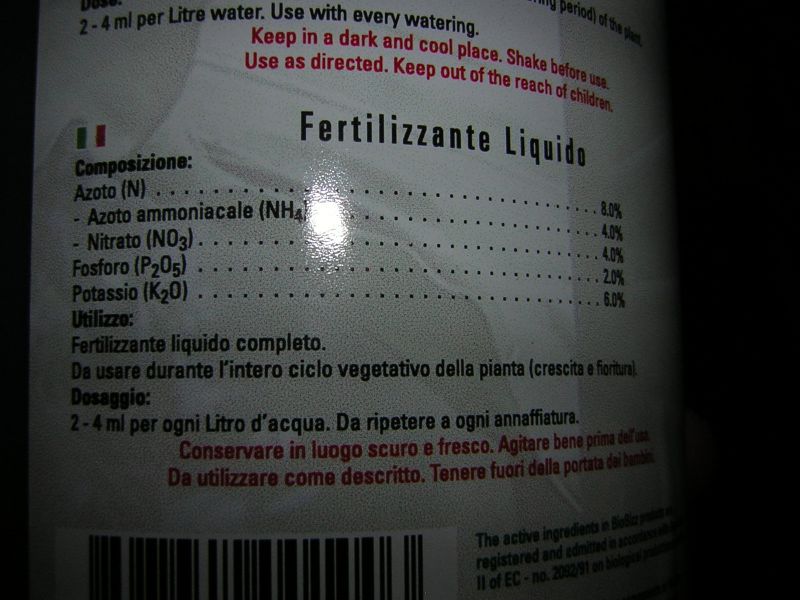 Dose:
2 - 4 ml per Litre water. Use with every watering.
period) of the plant.
Keep in a dark and cool place. Shake before use.
Use as directed. Keep out of the reach of children.
Fertilizzante Liquido
Composizione:
Azoto (N) . . . . . . . . . . . . . . . . . . . . . . . . . . . . . . 8.0%
- Azoto ammoniacale (NH4 . . . . . . . . . . . . . . . . . . . . 4.0%
- Nitrato (NO3) . . . . . . . . . . . . . . . . . . . . . . . . . . . . 4.0%
Fosforo (P2O5) . . . . . . . . . . . . . . . . . . . . . . . . . . . . 2.0%
Potassio (K2O) . . . . . . . . . . . . . . . . . . . . . . . . . . . . 6.0%
Utilizzo:
Fertilizzante liquido completo.
Da usare durante l'intero ciclo vegetativo della pianta (crescita e fioritura).
Dosaggio:
2 - 4 ml per ogni Litro d'acqua. Da ripetere a ogni annaffiatura.
Conservare in luogo scuro e fresco. Agitare bene prima dell'uso.
Da utilizzare come descritto. Tenere fuori della portata dei bambini.
The active ingredients in BioBizz products
registered and admitted in accordance
II of EC - no. 2092/91 on biological